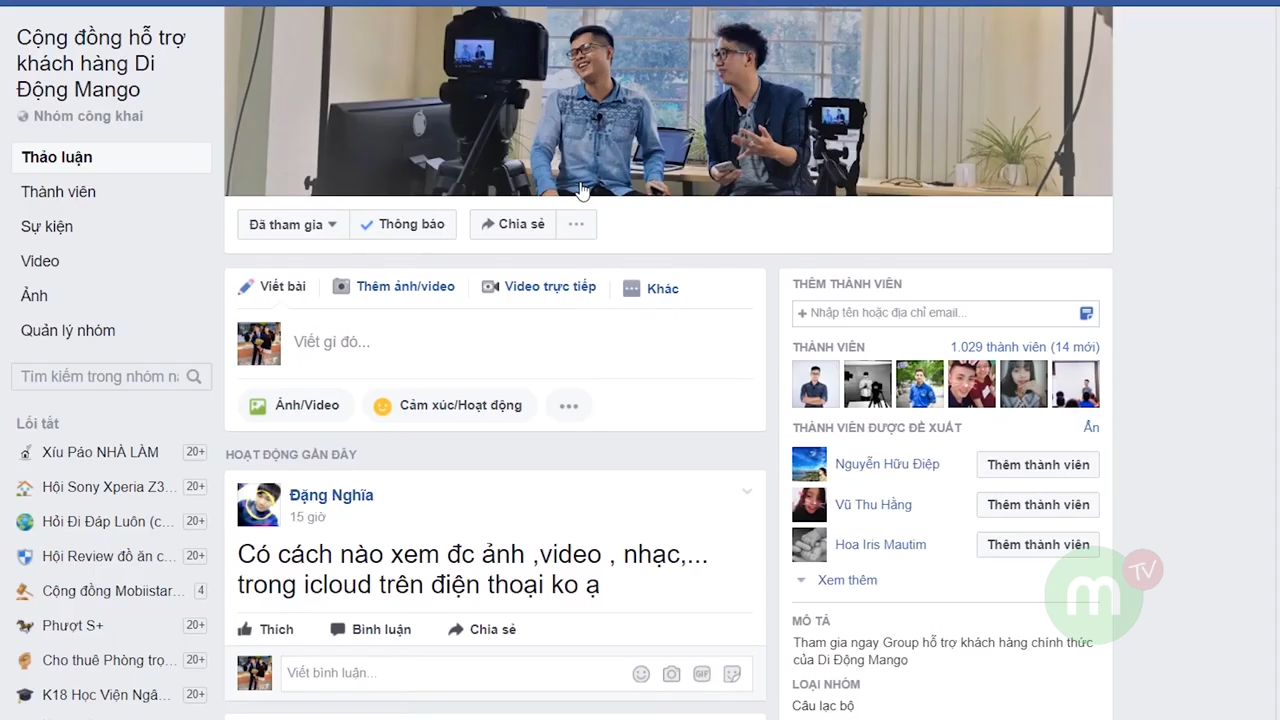 Cộng đồng hỗ trợ
khách hàng Di
Động Mango
Nhóm công khai
Thảo luận
Thành viên
Sự kiện
Video
Ảnh
Quản lý nhóm
Tìm kiếm trong nhóm n
Lối tắt
Xíu Páo NHÀ LÀM 20+
Hội Sony Xperia Z3... 20+
Hỏi Di Đáp Luôn (c... 20+
Hội Review đồ ăn c... 20+
Cộng đồng Mobiistar... 4
Phượt S+ 20+
Cho thuê Phòng trọ... 20+
K18 Học Viện Ngâ... 20+
Đã tham gia
Thông báo
Chia sẻ
Viết bài
Thêm ảnh/video
Video trực tiếp
Khác
Viết gì đó...
Ảnh/Video
Cảm xúc/Hoạt động
HOẠT ĐỘNG GẦN ĐÂY
Đặng Nghĩa
15 giờ
Có cách nào xem đc ảnh ,video , nhạc,...
trong icloud trên điện thoại ko ạ
Thích
Bình luận
Chia sẻ
Viết bình luận...
GIF
THÊM THÀNH VIÊN
+ Nhập tên hoặc địa chỉ email...
THÀNH VIÊN 1.029 thành viên (14 mới)
THÀNH VIÊN ĐƯỢC ĐỀ XUẤT Ẩn
Nguyễn Hữu Điệp Thêm thành viên
Vũ Thu Hằng Thêm thành viên
Hoa Iris Mautim Thêm thành viên
Xem thêm
m TV
MÔ TẢ
Tham gia ngay Group hỗ trợ khách hàng chính thức
của Di Động Mango
LOẠI NHÓM
Câu lạc bộ